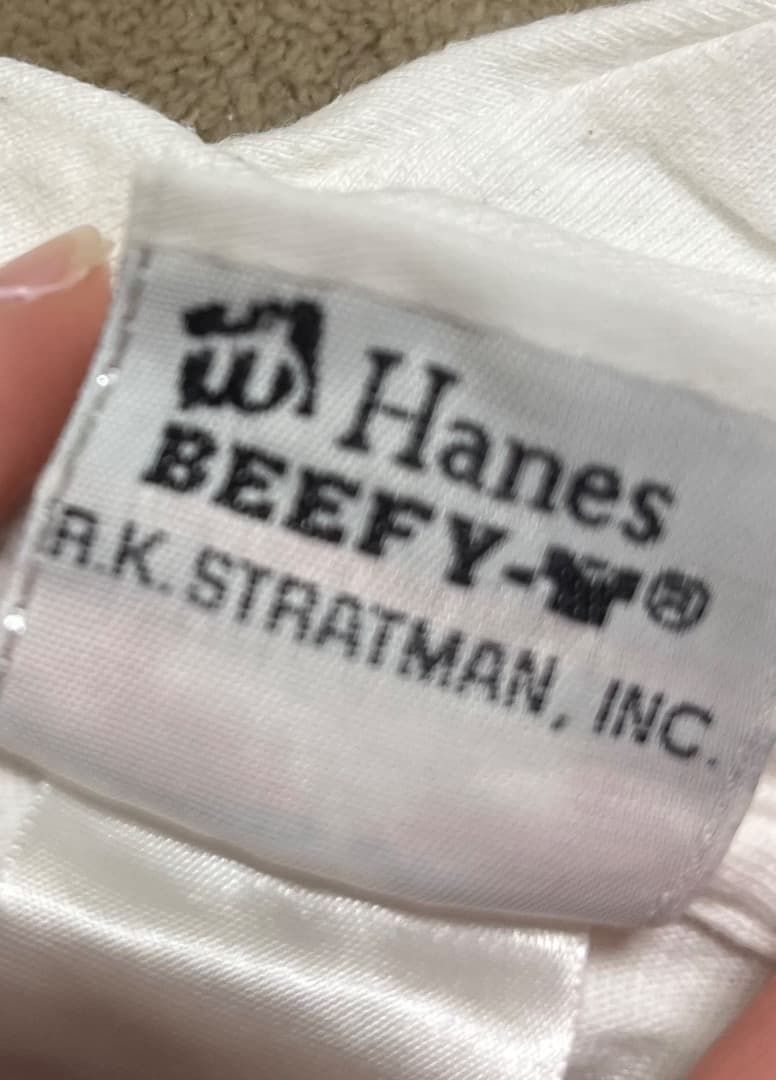 Hanes
BEEFY-T®
R.K. STRATMAN, INC.